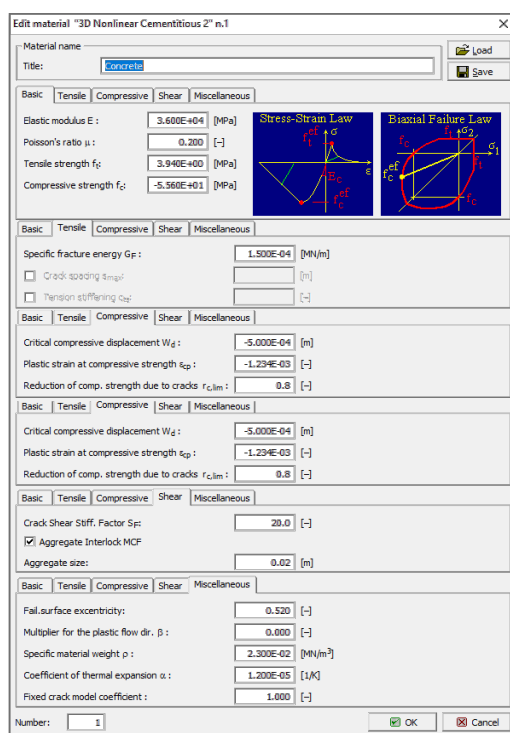 Edit material "3D Nonlinear Cementitious 2" n.1
Material name
Title: Concrete
Load
Save
Basic Tensile Compressive Shear Miscellaneous
Elastic modulus E : 3.600E+04 [MPa]
Poisson's ratio μ : 0.200 [-]
Tensile strength ft: 3.940E+00 [MPa]
Compressive strength fc: -5.560E+01 [MPa]
Stress-Strain Law
ftef σ
ε
Ec
fcef
Biaxial Failure Law
σ2
σ1
fc ft
fcef
fc
Basic Tensile Compressive Shear Miscellaneous
Specific fracture energy GF : 1.500E-04 [MN/m]
Crack spacing smax: [m]
Tension stiffening cts: [-]
Basic Tensile Compressive Shear Miscellaneous
Critical compressive displacement Wd : -5.000E-04 [m]
Plastic strain at compressive strength εcp : -1.234E-03 [-]
Reduction of comp. strength due to cracks rc,lim : 0.8 [-]
Basic Tensile Compressive Shear Miscellaneous
Critical compressive displacement Wd : -5.000E-04 [m]
Plastic strain at compressive strength εcp : -1.234E-03 [-]
Reduction of comp. strength due to cracks rc,lim : 0.8 [-]
Basic Tensile Compressive Shear Miscellaneous
Crack Shear Stiff. Factor SF: 20.0 [-]
Aggregate Interlock MCF
Aggregate size: 0.02 [m]
Basic Tensile Compressive Shear Miscellaneous
Fail.surface excentricity: 0.520 [-]
Multiplier for the plastic flow dir. β : 0.000 [-]
Specific material weight ρ : 2.300E-02 [MN/m³]
Coefficient of thermal expansion α : 1.200E-05 [1/K]
Fixed crack model coefficient : 1.000 [-]
Number: 1
OK
Cancel